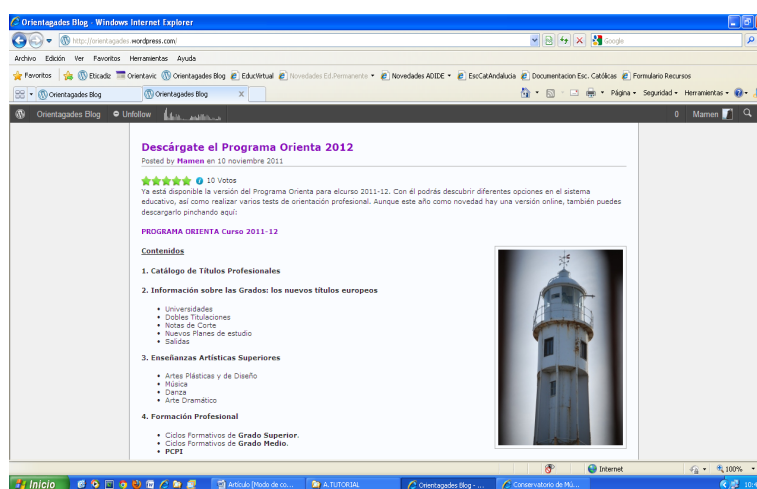 Orientagades Blog - Windows Internet Explorer
http://orientagades.wordpress.com/
Google
Archivo Edición Ver Favoritos Herramientas Ayuda
Favoritos Eticadiz Orientavic Orientagades Blog EducVirtual Novedades Ed.Permanente Novedades ADIDE EscCatAndalucia Documentacion Esc. Católicas Formulario Recursos
Orientagades Blog Orientagades Blog X Página Seguridad Herramientas
Orientagades Blog Unfollow 0 Mamen
Descárgate el Programa Orienta 2012
Posted by Mamen en 10 noviembre 2011
10 Votos
Ya está disponible la versión del Programa Orienta para elcurso 2011-12. Con él podrás descubrir diferentes opciones en el sistema
educativo, así como realizar varios tests de orientación profesional. Aunque este año como novedad hay una versión online, también puedes
descargarlo pinchando aquí:
PROGRAMA ORIENTA Curso 2011-12
Contenidos
1. Catálogo de Títulos Profesionales
2. Información sobre las Grados: los nuevos títulos europeos
• Universidades
• Dobles Titulaciones
• Notas de Corte
• Nuevos Planes de estudio
• Salidas
3. Enseñanzas Artísticas Superiores
• Artes Plásticas y de Diseño
• Música
• Danza
• Arte Dramático
4. Formación Profesional
• Ciclos Formativos de Grado Superior.
• Ciclos Formativos de Grado Medio.
• PCPI
Internet 100%
Inicio Artículo [Modo de co... A.TUTORIAL Orientagades Blog - ... Conservatorio de Mú...